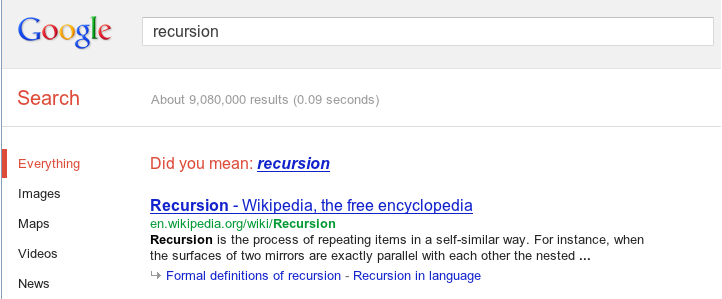 Google
recursion
Search
About 9,080,000 results (0.09 seconds)
Everything
Images
Maps
Videos
News
Did you mean: recursion
Recursion - Wikipedia, the free encyclopedia
en.wikipedia.org/wiki/Recursion
Recursion is the process of repeating items in a self-similar way. For instance, when
the surfaces of two mirrors are exactly parallel with each other the nested ...
Formal definitions of recursion - Recursion in language